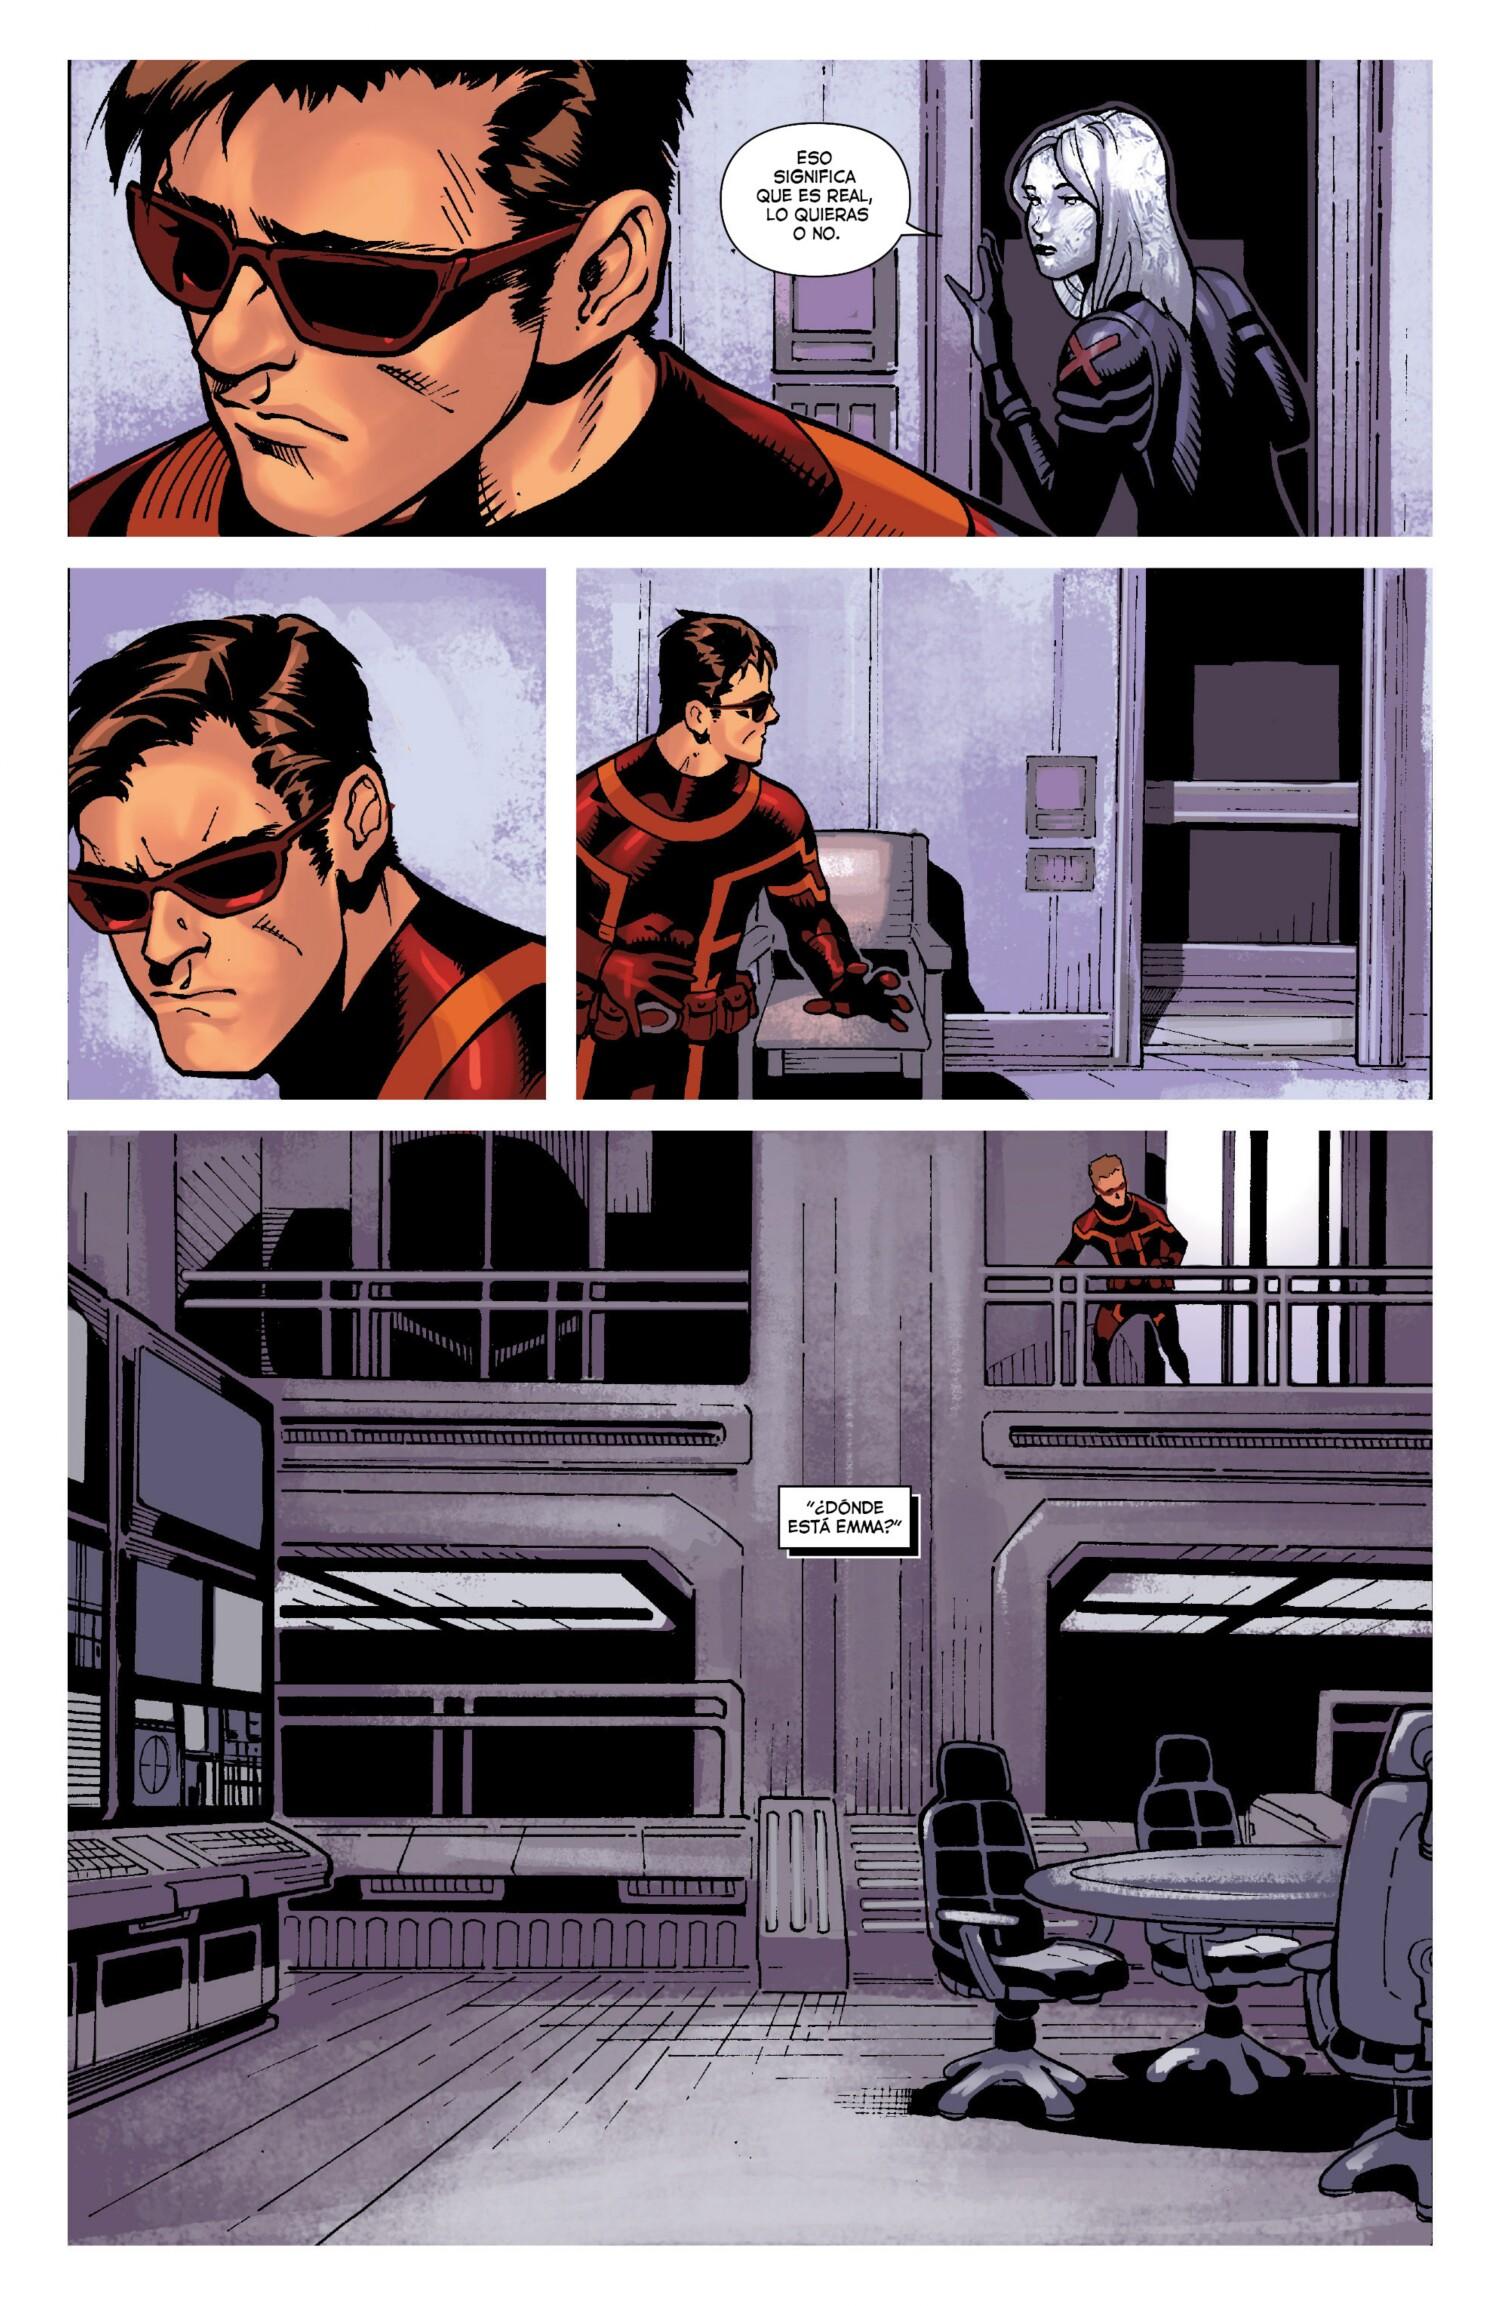 ESO
SIGNIFICA
QUE ES REAL,
LO QUIERAS
O NO.
"¿DÓNDE
ESTÁ EMMA?"